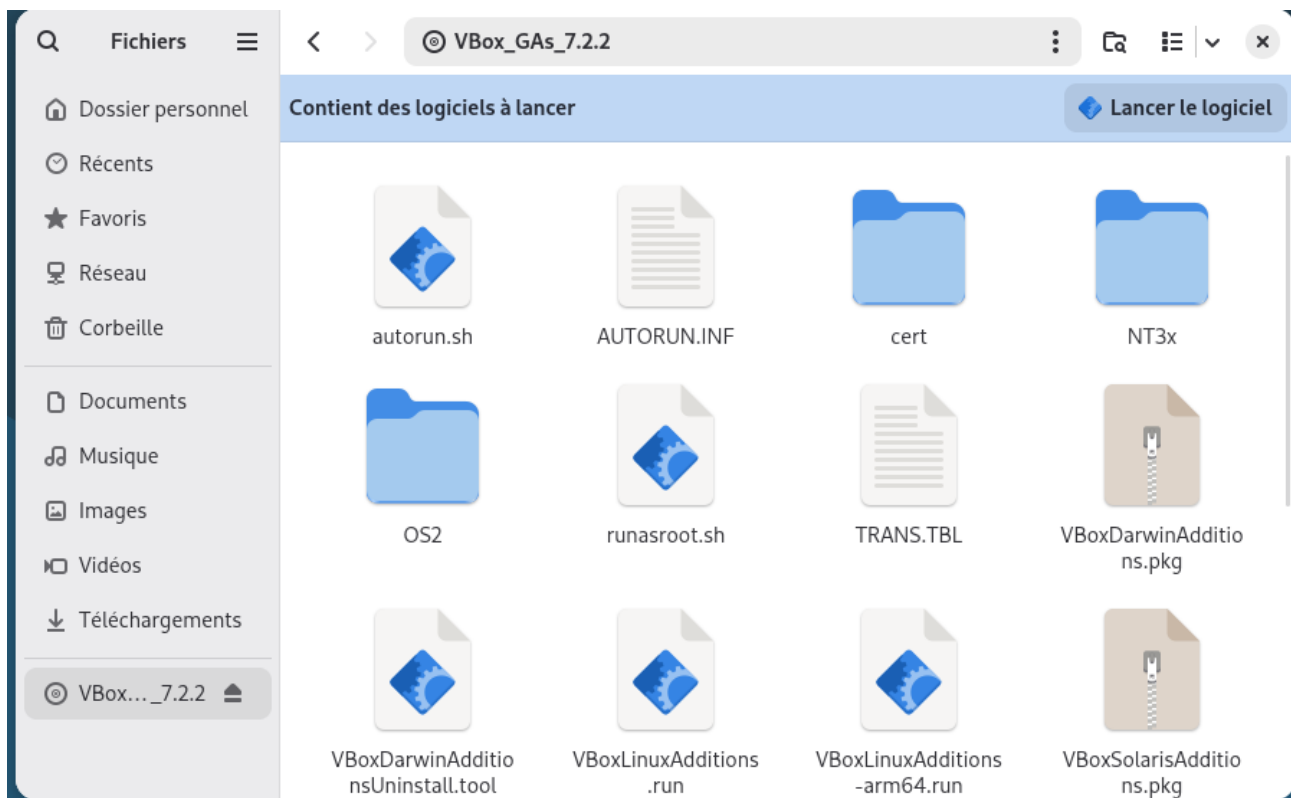 Fichiers
VBox_GAs_7.2.2
Contient des logiciels à lancer
Lancer le logiciel
Dossier personnel
Récents
Favoris
Réseau
Corbeille
Documents
Musique
Images
Vidéos
Téléchargements
VBox..._7.2.2
autorun.sh
AUTORUN.INF
cert
NT3x
OS2
runasroot.sh
TRANS.TBL
VBoxDarwinAdditio
ns.pkg
VBoxDarwinAdditio
nsUninstall.tool
VBoxLinuxAdditions
.run
VBoxLinuxAdditions
-arm64.run
VBoxSolarisAdditio
ns.pkg